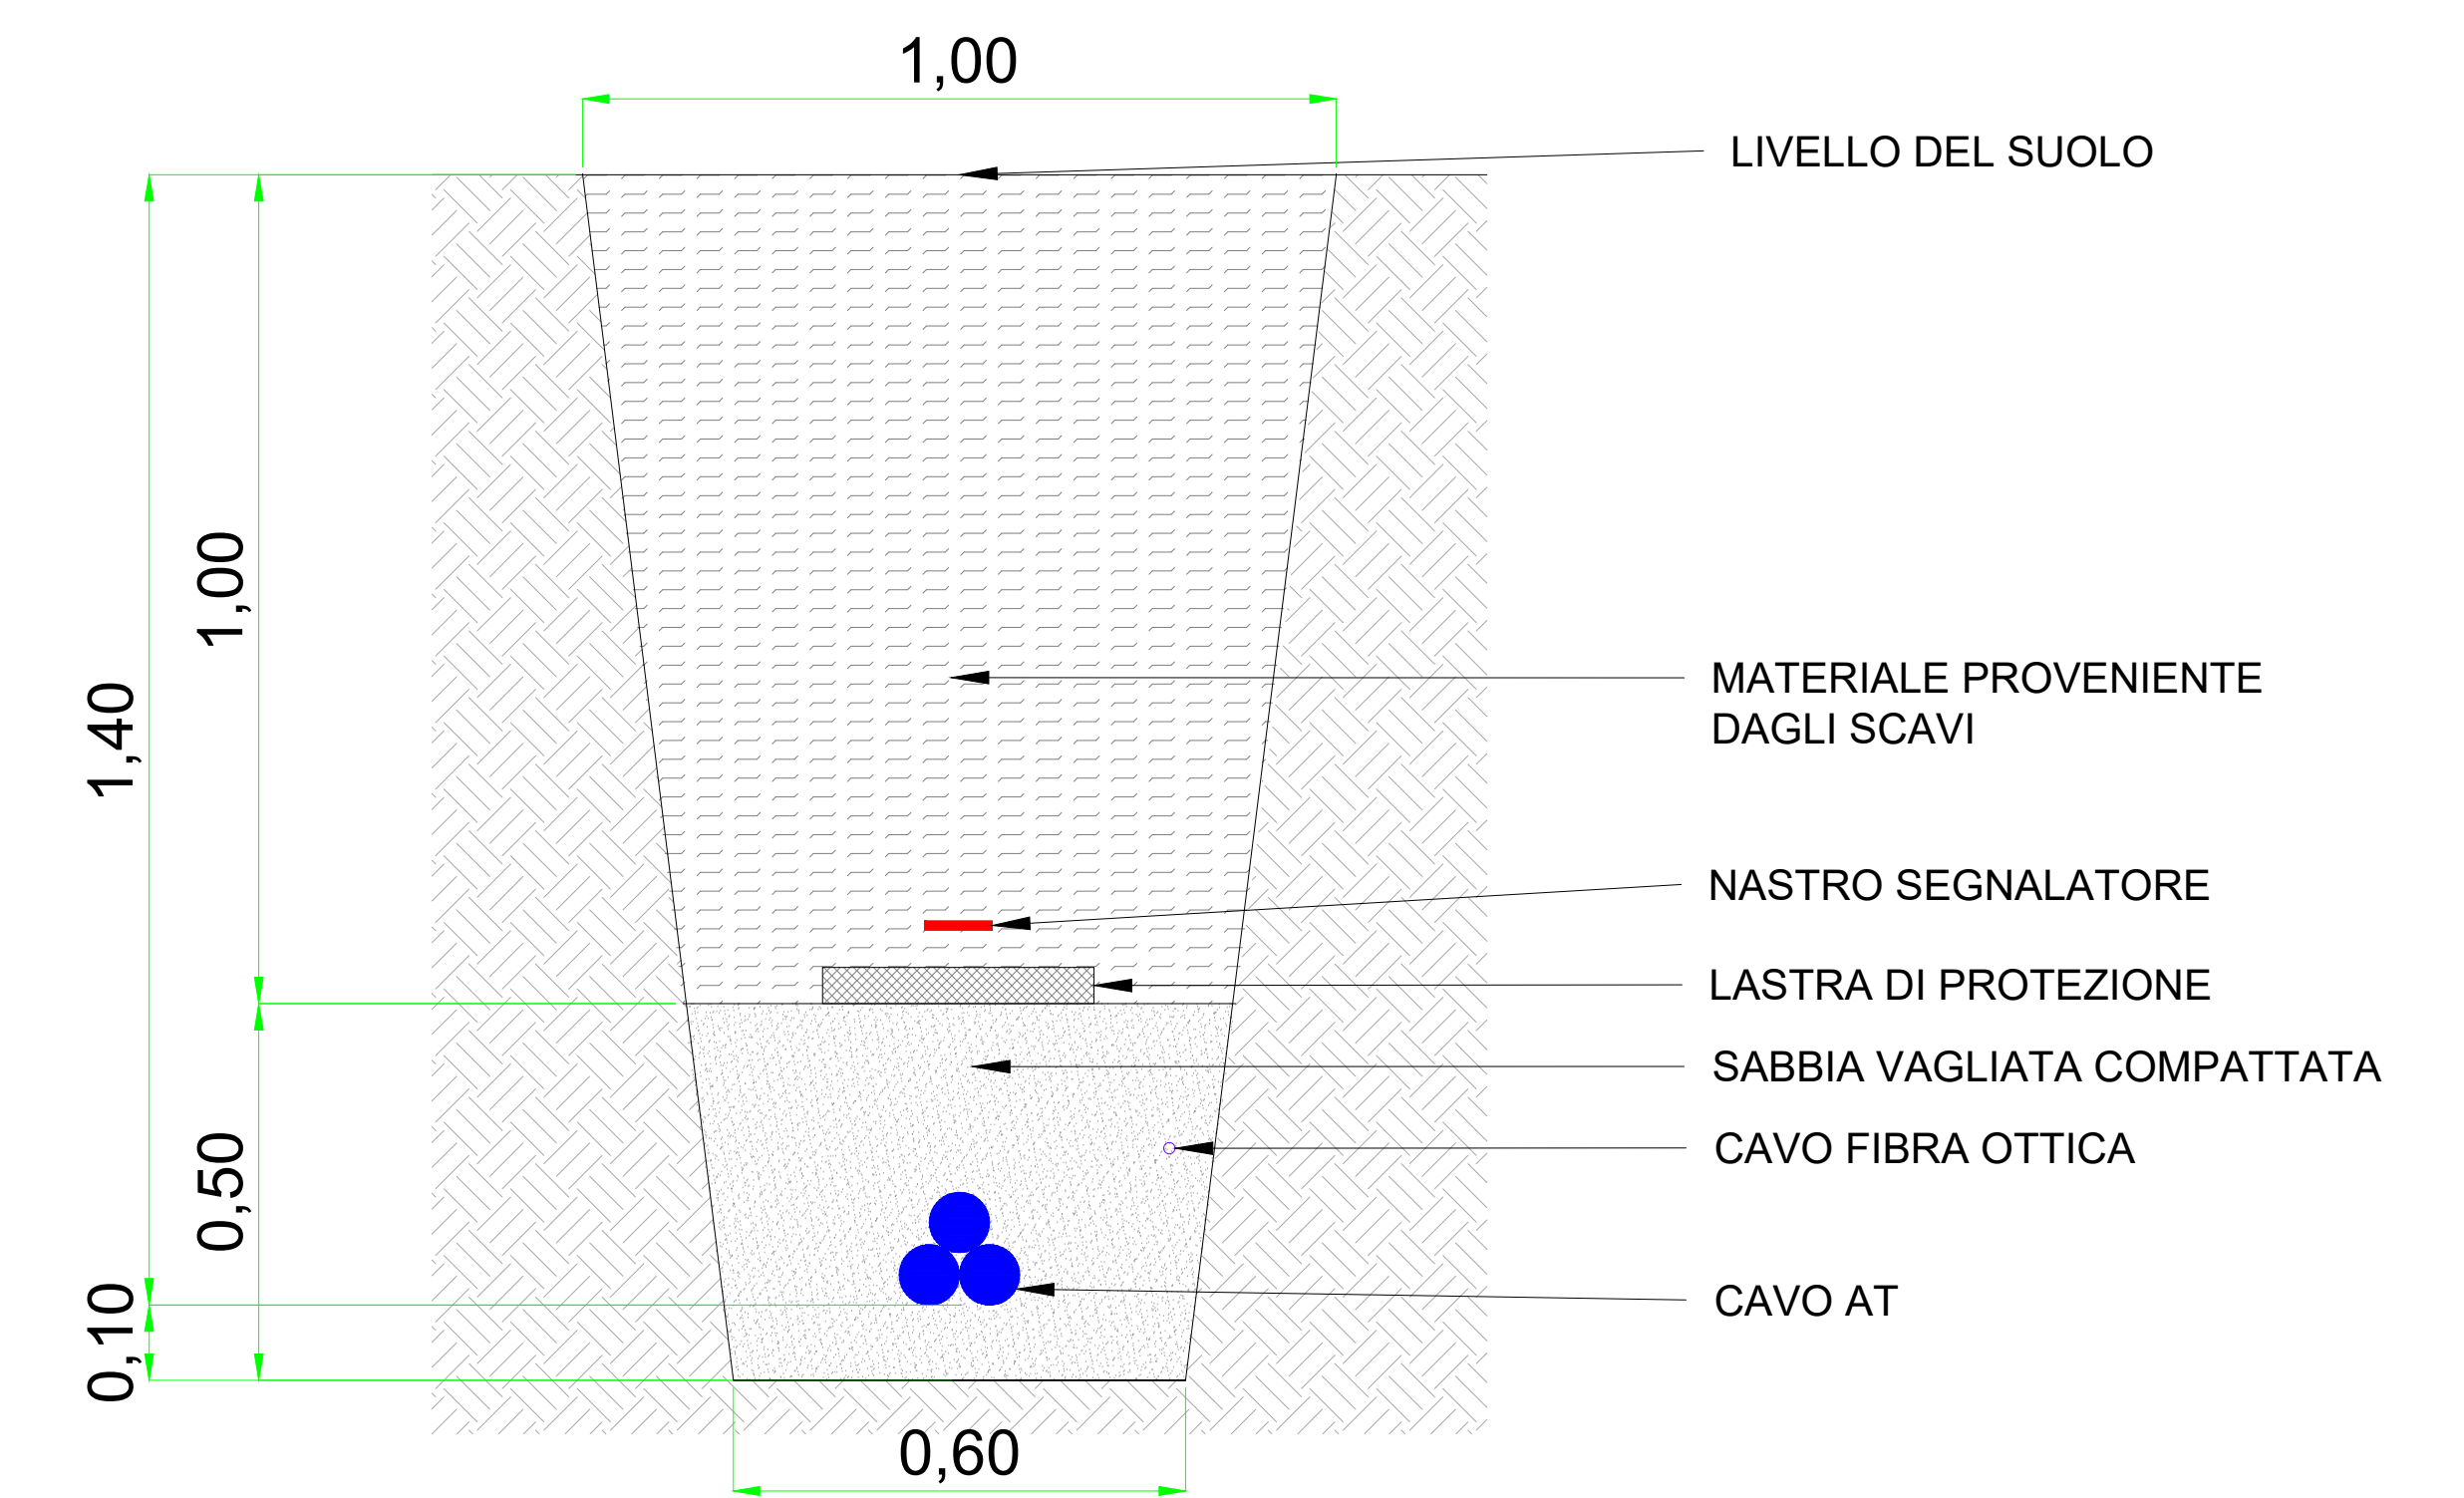 1,00
LIVELLO DEL SUOLO
1,00
1,40
MATERIALE PROVENIENTE
DAGLI SCAVI
NASTRO SEGNALATORE
LASTRA DI PROTEZIONE
SABBIA VAGLIATA COMPATTATA
CAVO FIBRA OTTICA
0,50
CAVO AT
0,10
0,60